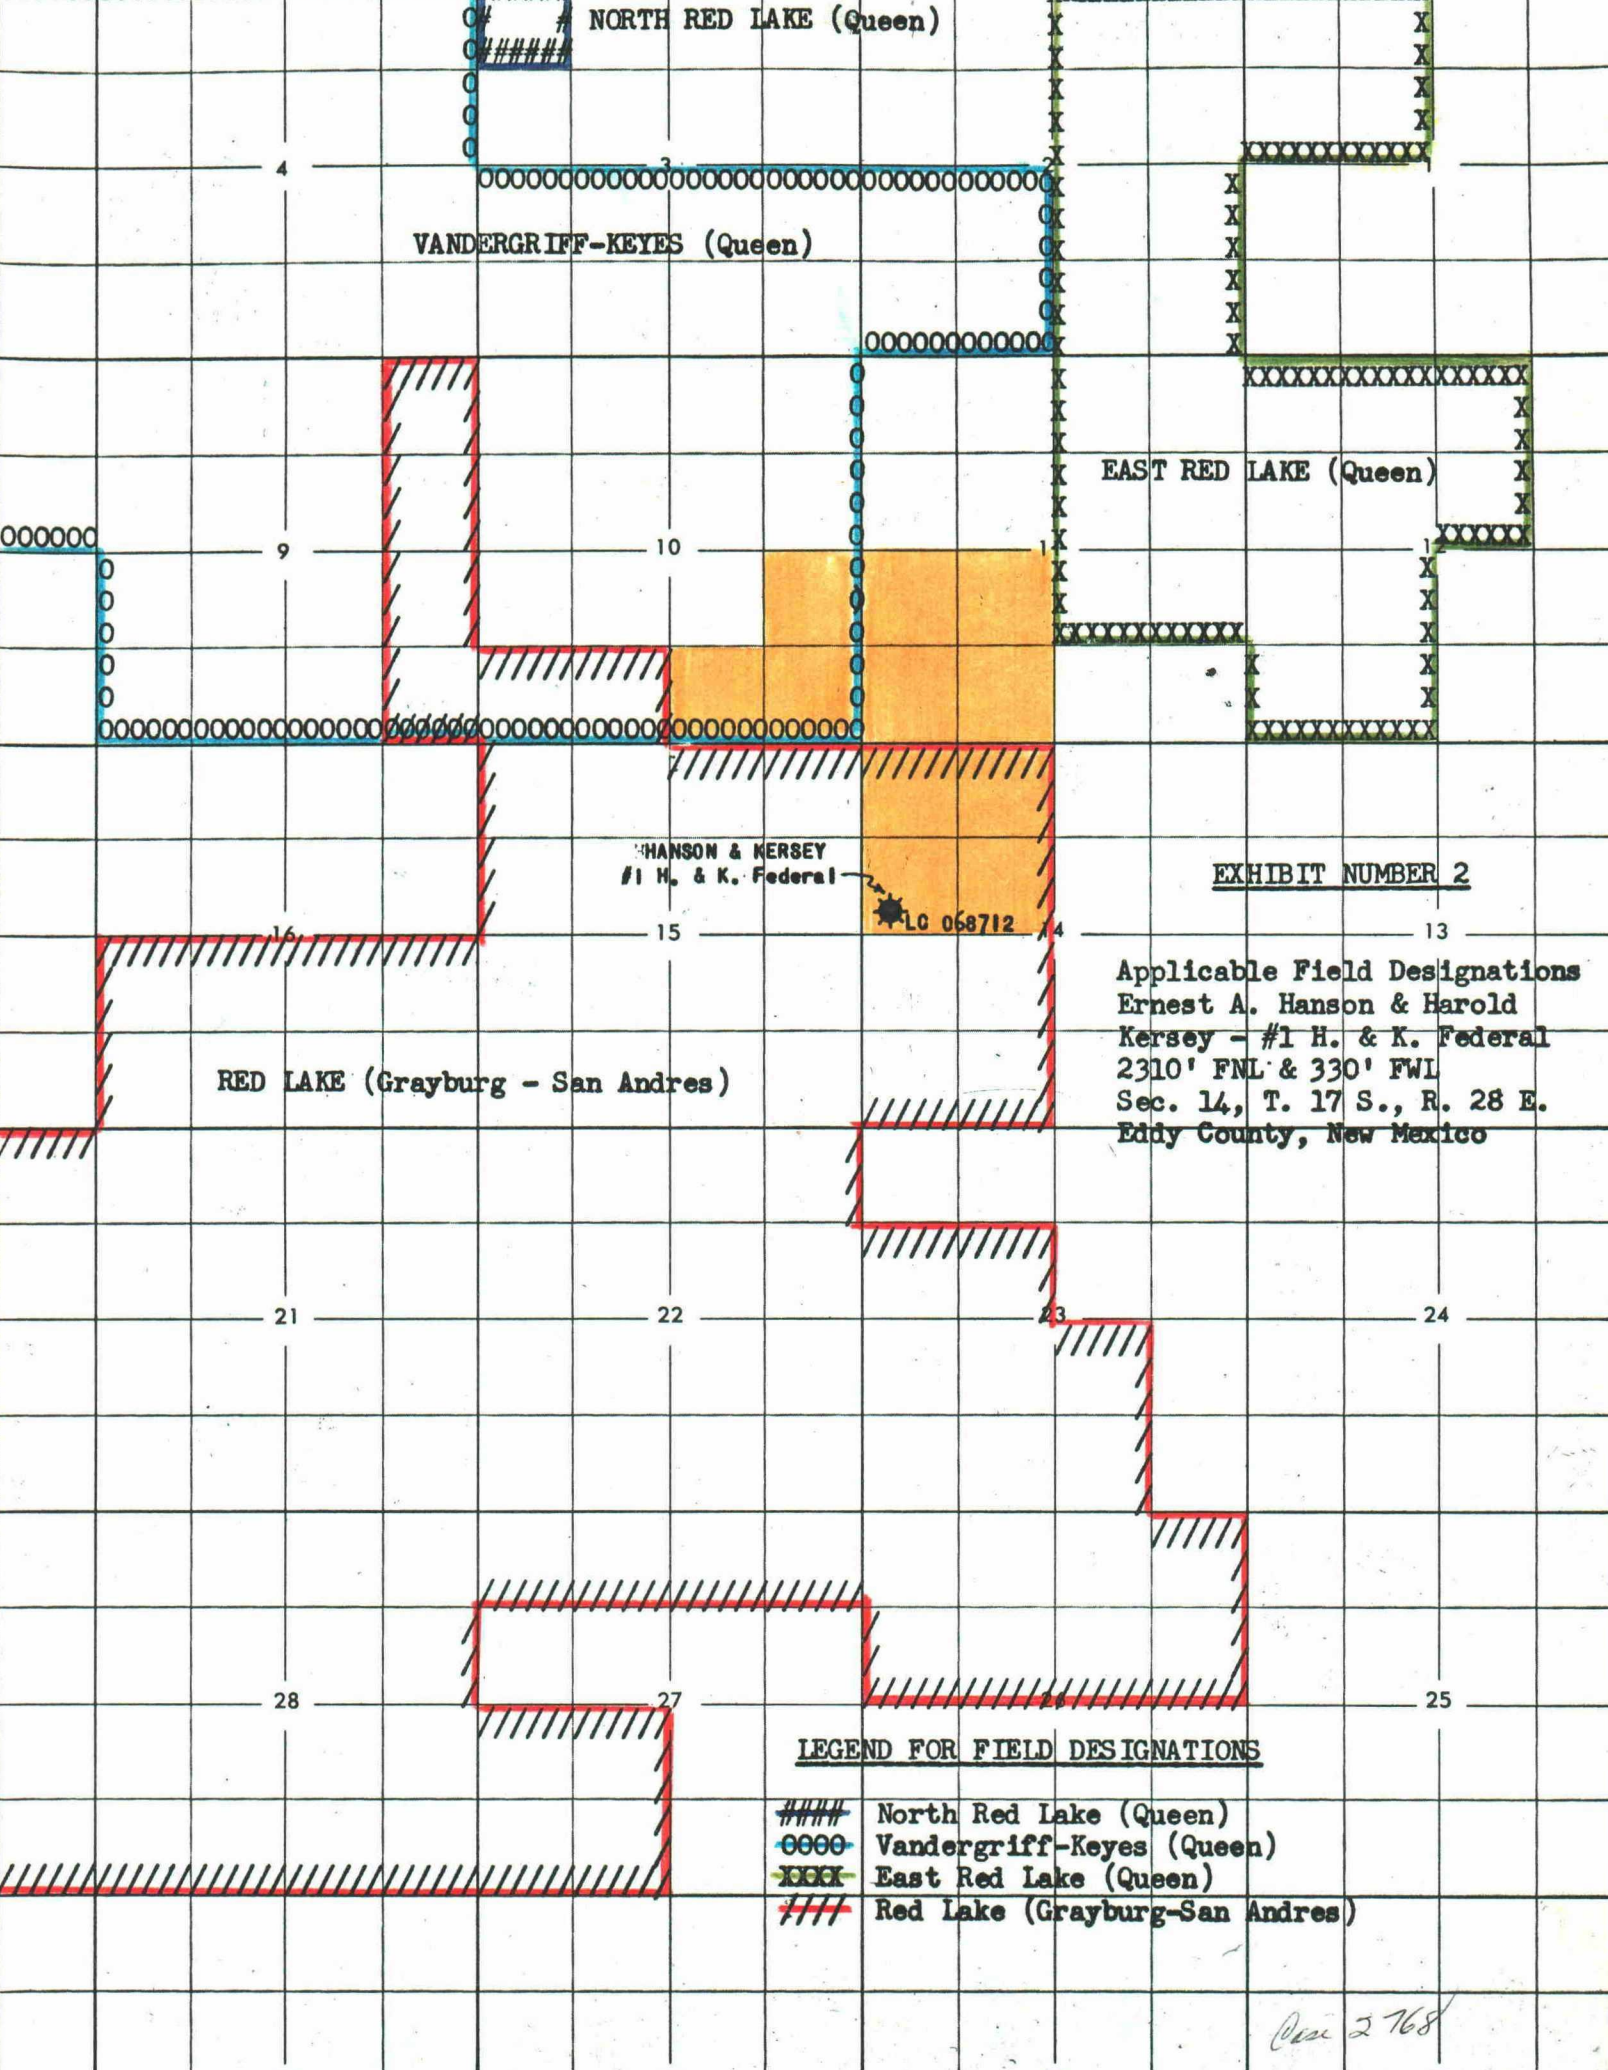 NORTH RED LAKE (Queen)
4
3
2
1
VANDERGRIFF-KEYES (Queen)
EAST RED LAKE (Queen)
9
10
11
12
HANSON & KERSEY
#1 H. & K. Federal
LC 068712
EXHIBIT NUMBER 2
16
15
14
13
Applicable Field Designations
Ernest A. Hanson & Harold
Kersey - #1 H. & K. Federal
2310' FNL & 330' FWL
Sec. 14, T. 17 S., R. 28 E.
Eddy County, New Mexico
RED LAKE (Grayburg - San Andres)
21
22
23
24
28
27
26
25
LEGEND FOR FIELD DESIGNATIONS
#### North Red Lake (Queen)
OOOO Vandergriff-Keyes (Queen)
XXXX East Red Lake (Queen)
//// Red Lake (Grayburg-San Andres)
Case 2768